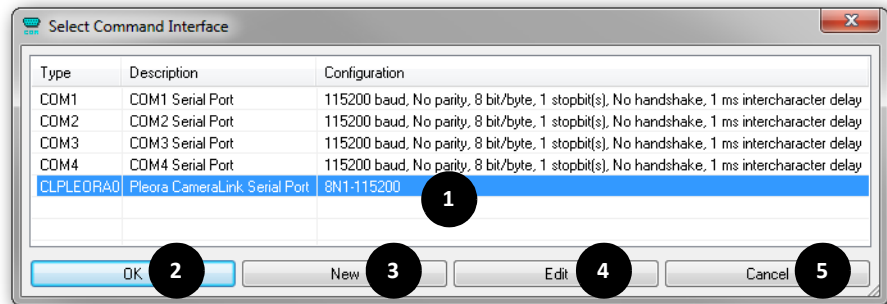 Select Command Interface
Type Description Configuration
COM1 COM1 Serial Port 115200 baud, No parity, 8 bit/byte, 1 stopbit(s), No handshake, 1 ms intercharacter delay
COM2 COM2 Serial Port 115200 baud, No parity, 8 bit/byte, 1 stopbit(s), No handshake, 1 ms intercharacter delay
COM3 COM3 Serial Port 115200 baud, No parity, 8 bit/byte, 1 stopbit(s), No handshake, 1 ms intercharacter delay
COM4 COM4 Serial Port 115200 baud, No parity, 8 bit/byte, 1 stopbit(s), No handshake, 1 ms intercharacter delay
CLPLEORA0 Pleora CameraLink Serial Port 8N1-115200 1
OK 2 New 3 Edit 4 Cancel 5